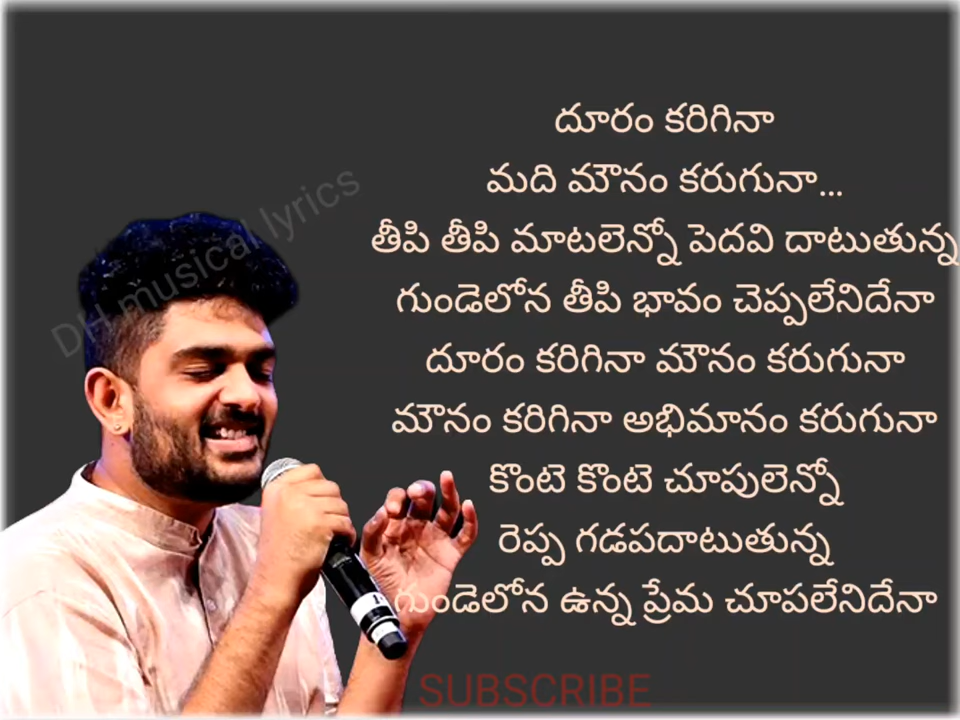 దూరం కరిగినా
మది మౌనం కరుగునా...
తీపి తీపి మాటలెన్నో పెదవి దాటుతున్న
గుండెలోన తీపి భావం చెప్పలేనిదేనా
దూరం కరిగినా మౌనం కరుగునా
మౌనం కరిగినా అభిమానం కరుగునా
కొంటె కొంటె చూపులెన్నో
రెప్ప గడపదాటుతున్న
గుండెలోన ఉన్న ప్రేమ చూపలేనిదేనా
DH musical lyrics
SUBSCRIBE